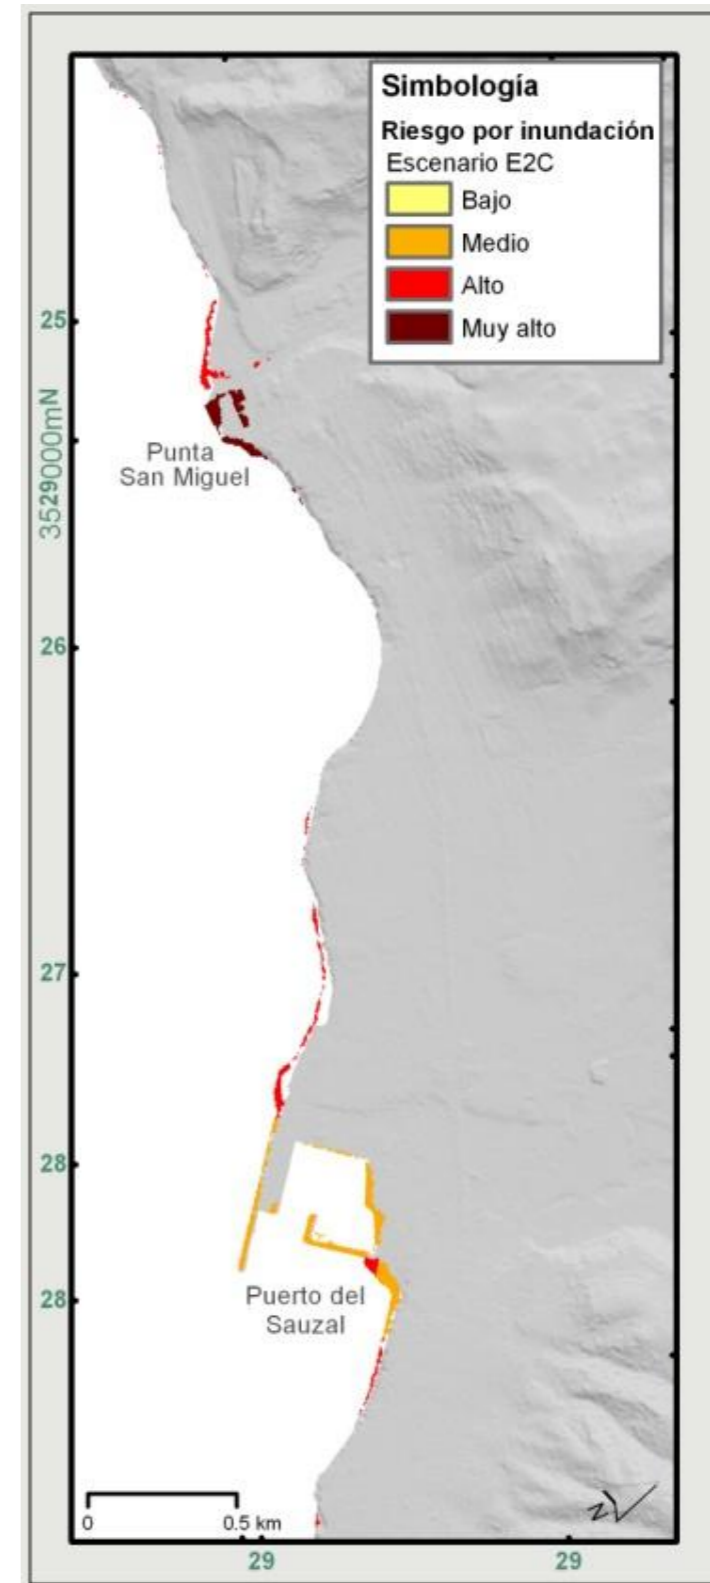 Simbología
Riesgo por inundación
Escenario E2C
Bajo
Medio
Alto
Muy alto
25
3529000mN
Punta
San Miguel
26
27
28
28
Puerto del
Sauzal
0 0.5 km
N
29 29